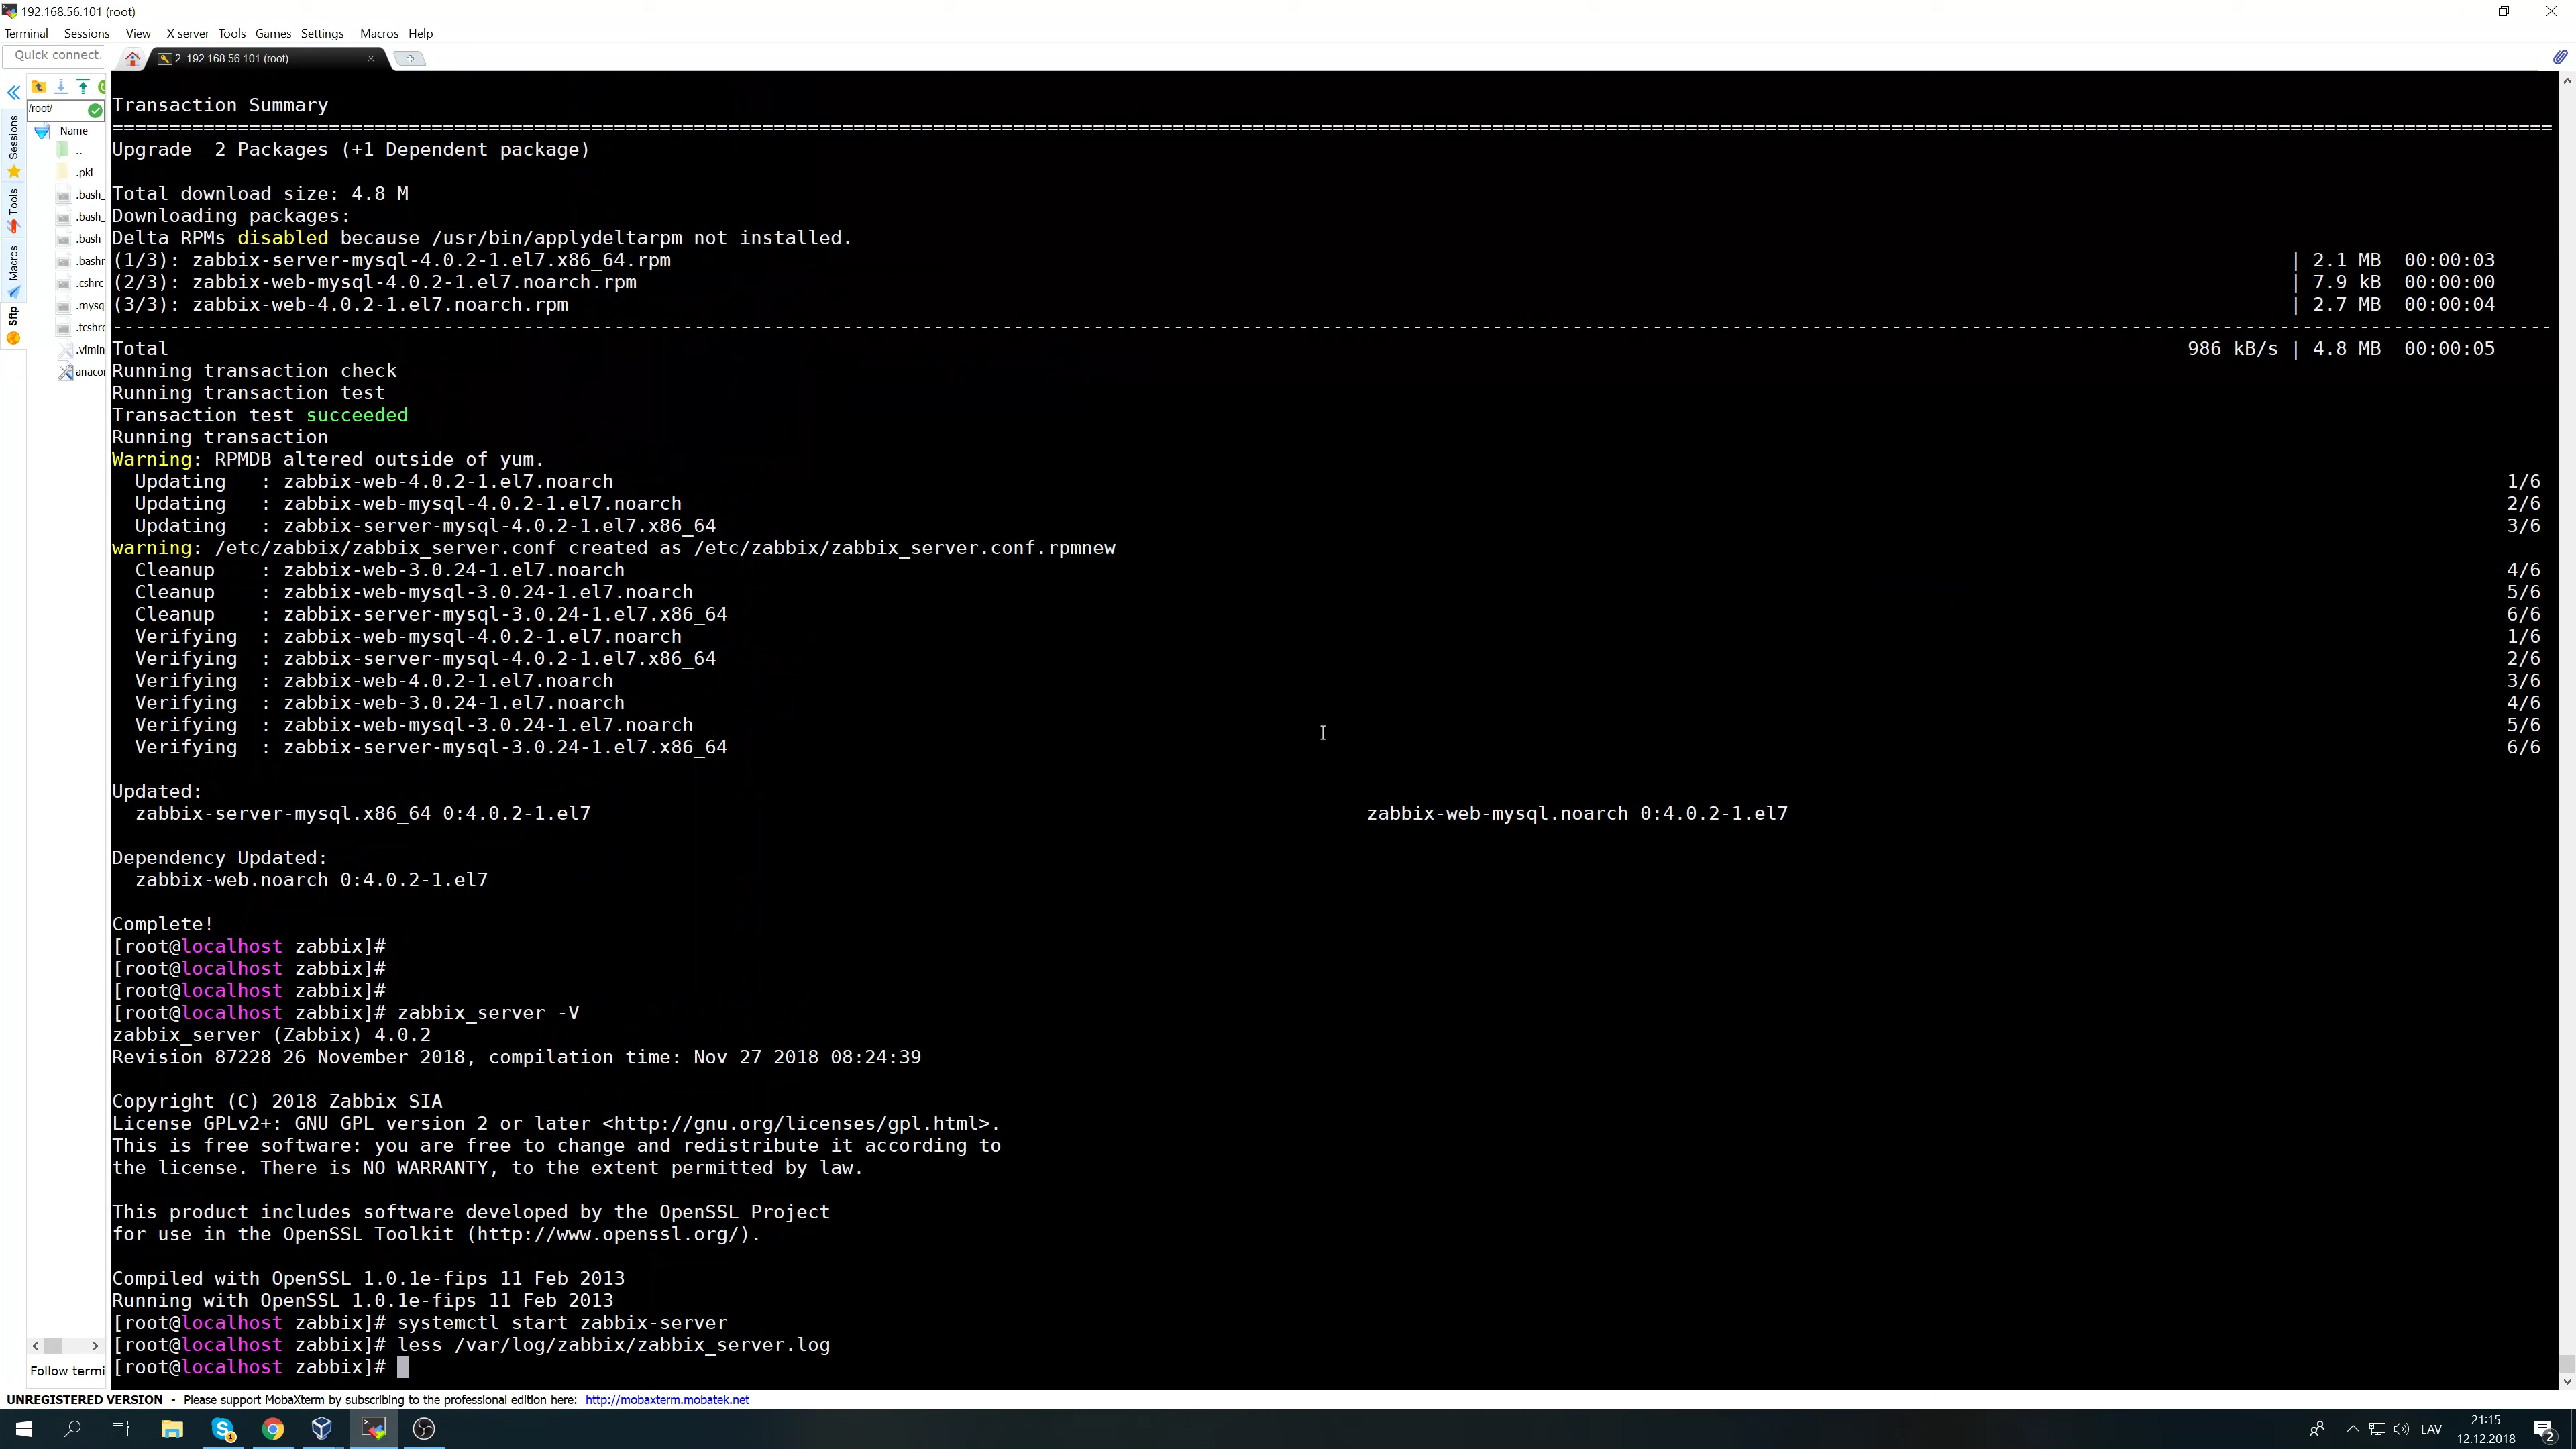 192.168.56.101 (root)
Terminal Sessions View X server Tools Games Settings Macros Help
Quick connect
2. 192.168.56.101 (root)
/root/
Name
..
.pki
.bash_
.bash_
.bash_
.bashr
.cshrc
.mysq
.tcshrc
.vimin
anacor
Sessions
Tools
Macros
Sftp
Follow termi
Transaction Summary
================================================================================
Upgrade  2 Packages (+1 Dependent package)
Total download size: 4.8 M
Downloading packages:
Delta RPMs disabled because /usr/bin/applydeltarpm not installed.
(1/3): zabbix-server-mysql-4.0.2-1.el7.x86_64.rpm | 2.1 MB  00:00:03
(2/3): zabbix-web-mysql-4.0.2-1.el7.noarch.rpm | 7.9 kB  00:00:00
(3/3): zabbix-web-4.0.2-1.el7.noarch.rpm | 2.7 MB  00:00:04
--------------------------------------------------------------------------------
Total 986 kB/s | 4.8 MB  00:00:05
Running transaction check
Running transaction test
Transaction test succeeded
Running transaction
Warning: RPMDB altered outside of yum.
Updating   : zabbix-web-4.0.2-1.el7.noarch 1/6
Updating   : zabbix-web-mysql-4.0.2-1.el7.noarch 2/6
Updating   : zabbix-server-mysql-4.0.2-1.el7.x86_64 3/6
warning: /etc/zabbix/zabbix_server.conf created as /etc/zabbix/zabbix_server.conf.rpmnew
Cleanup    : zabbix-web-3.0.24-1.el7.noarch 4/6
Cleanup    : zabbix-web-mysql-3.0.24-1.el7.noarch 5/6
Cleanup    : zabbix-server-mysql-3.0.24-1.el7.x86_64 6/6
Verifying  : zabbix-web-mysql-4.0.2-1.el7.noarch 1/6
Verifying  : zabbix-server-mysql-4.0.2-1.el7.x86_64 2/6
Verifying  : zabbix-web-4.0.2-1.el7.noarch 3/6
Verifying  : zabbix-web-3.0.24-1.el7.noarch 4/6
Verifying  : zabbix-web-mysql-3.0.24-1.el7.noarch 5/6
Verifying  : zabbix-server-mysql-3.0.24-1.el7.x86_64 6/6
Updated:
zabbix-server-mysql.x86_64 0:4.0.2-1.el7 zabbix-web-mysql.noarch 0:4.0.2-1.el7
Dependency Updated:
zabbix-web.noarch 0:4.0.2-1.el7
Complete!
[root@localhost zabbix]#
[root@localhost zabbix]#
[root@localhost zabbix]#
[root@localhost zabbix]# zabbix_server -V
zabbix_server (Zabbix) 4.0.2
Revision 87228 26 November 2018, compilation time: Nov 27 2018 08:24:39
Copyright (C) 2018 Zabbix SIA
License GPLv2+: GNU GPL version 2 or later <http://gnu.org/licenses/gpl.html>.
This is free software: you are free to change and redistribute it according to
the license. There is NO WARRANTY, to the extent permitted by law.
This product includes software developed by the OpenSSL Project
for use in the OpenSSL Toolkit (http://www.openssl.org/).
Compiled with OpenSSL 1.0.1e-fips 11 Feb 2013
Running with OpenSSL 1.0.1e-fips 11 Feb 2013
[root@localhost zabbix]# systemctl start zabbix-server
[root@localhost zabbix]# less /var/log/zabbix/zabbix_server.log
[root@localhost zabbix]#
UNREGISTERED VERSION - Please support MobaXterm by subscribing to the professional edition here: http://mobaxterm.mobatek.net
LAV
21:15
12.12.2018
2